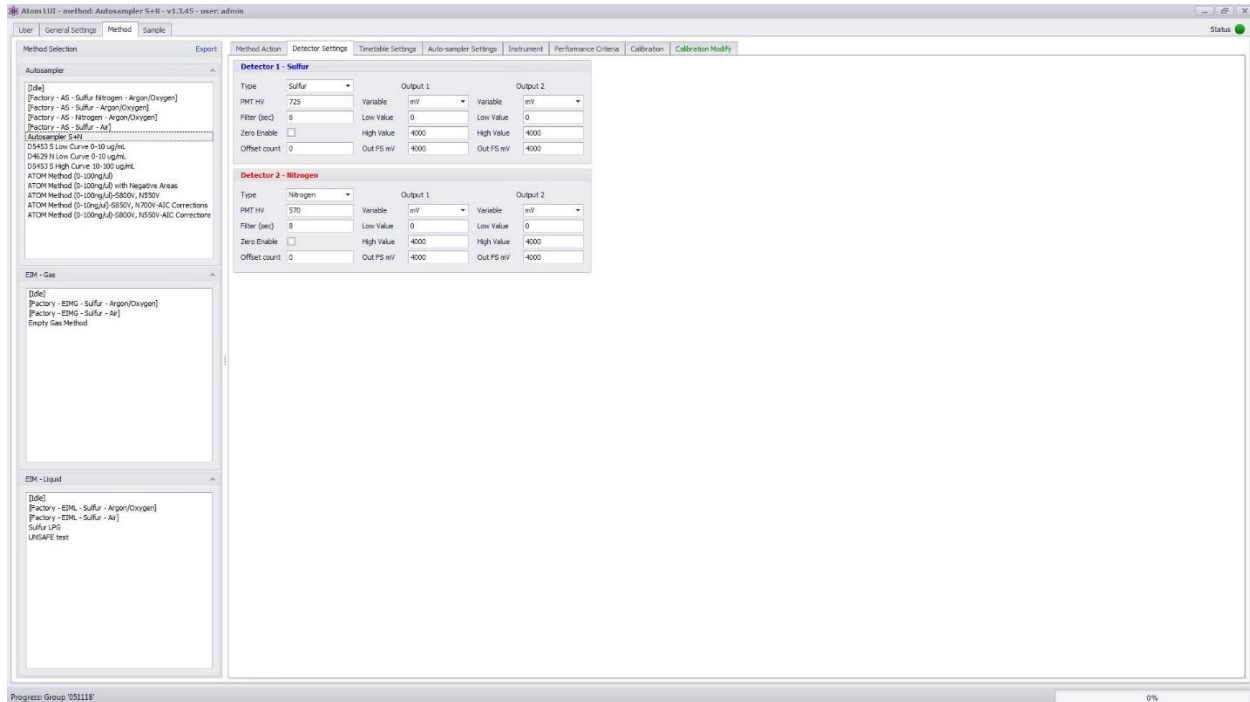 Atom LUI - method: Autosampler S+N - v1.3.45 - user: admin
User General Settings Method Sample Status
Method Selection Export
Autosampler
[Idle]
[Factory - AS - Sulfur Nitrogen - Argon/Oxygen]
[Factory - AS - Sulfur - Argon/Oxygen]
[Factory - AS - Nitrogen - Argon/Oxygen]
[Factory - AS - Sulfur - Air]
Autosampler S+N
D5453 S Low Curve 0-10 ug/mL
D4629 N Low Curve 0-10 ug/mL
D5453 S High Curve 10-100 ug/mL
ATOM Method (0-100ng/ul)
ATOM Method (0-100ng/ul) with Negative Areas
ATOM Method (0-100ng/ul)-S800V, N550V
ATOM Method (0-10ng/ul)-S850V, N700V-AIC Corrections
ATOM Method (0-100ng/ul)-S800V, N550V-AIC Corrections
EIM - Gas
[Idle]
[Factory - EIMG - Sulfur - Argon/Oxygen]
[Factory - EIMG - Sulfur - Air]
Empty Gas Method
EIM - Liquid
[Idle]
[Factory - EIML - Sulfur - Argon/Oxygen]
[Factory - EIML - Sulfur - Air]
Sulfur LPG
UNSAFE test
Method Action Detector Settings Timetable Settings Auto-sampler Settings Instrument Performance Criteria Calibration Calibration Modify
Detector 1 - Sulfur
Type Sulfur Output 1 Output 2
PMT HV 725 Variable mV Variable mV
Filter (sec) 8 Low Value 0 Low Value 0
Zero Enable High Value 4000 High Value 4000
Offset count 0 Out FS mV 4000 Out FS mV 4000
Detector 2 - Nitrogen
Type Nitrogen Output 1 Output 2
PMT HV 570 Variable mV Variable mV
Filter (sec) 8 Low Value 0 Low Value 0
Zero Enable High Value 4000 High Value 4000
Offset count 0 Out FS mV 4000 Out FS mV 4000
Progress: Group '051118' 0%